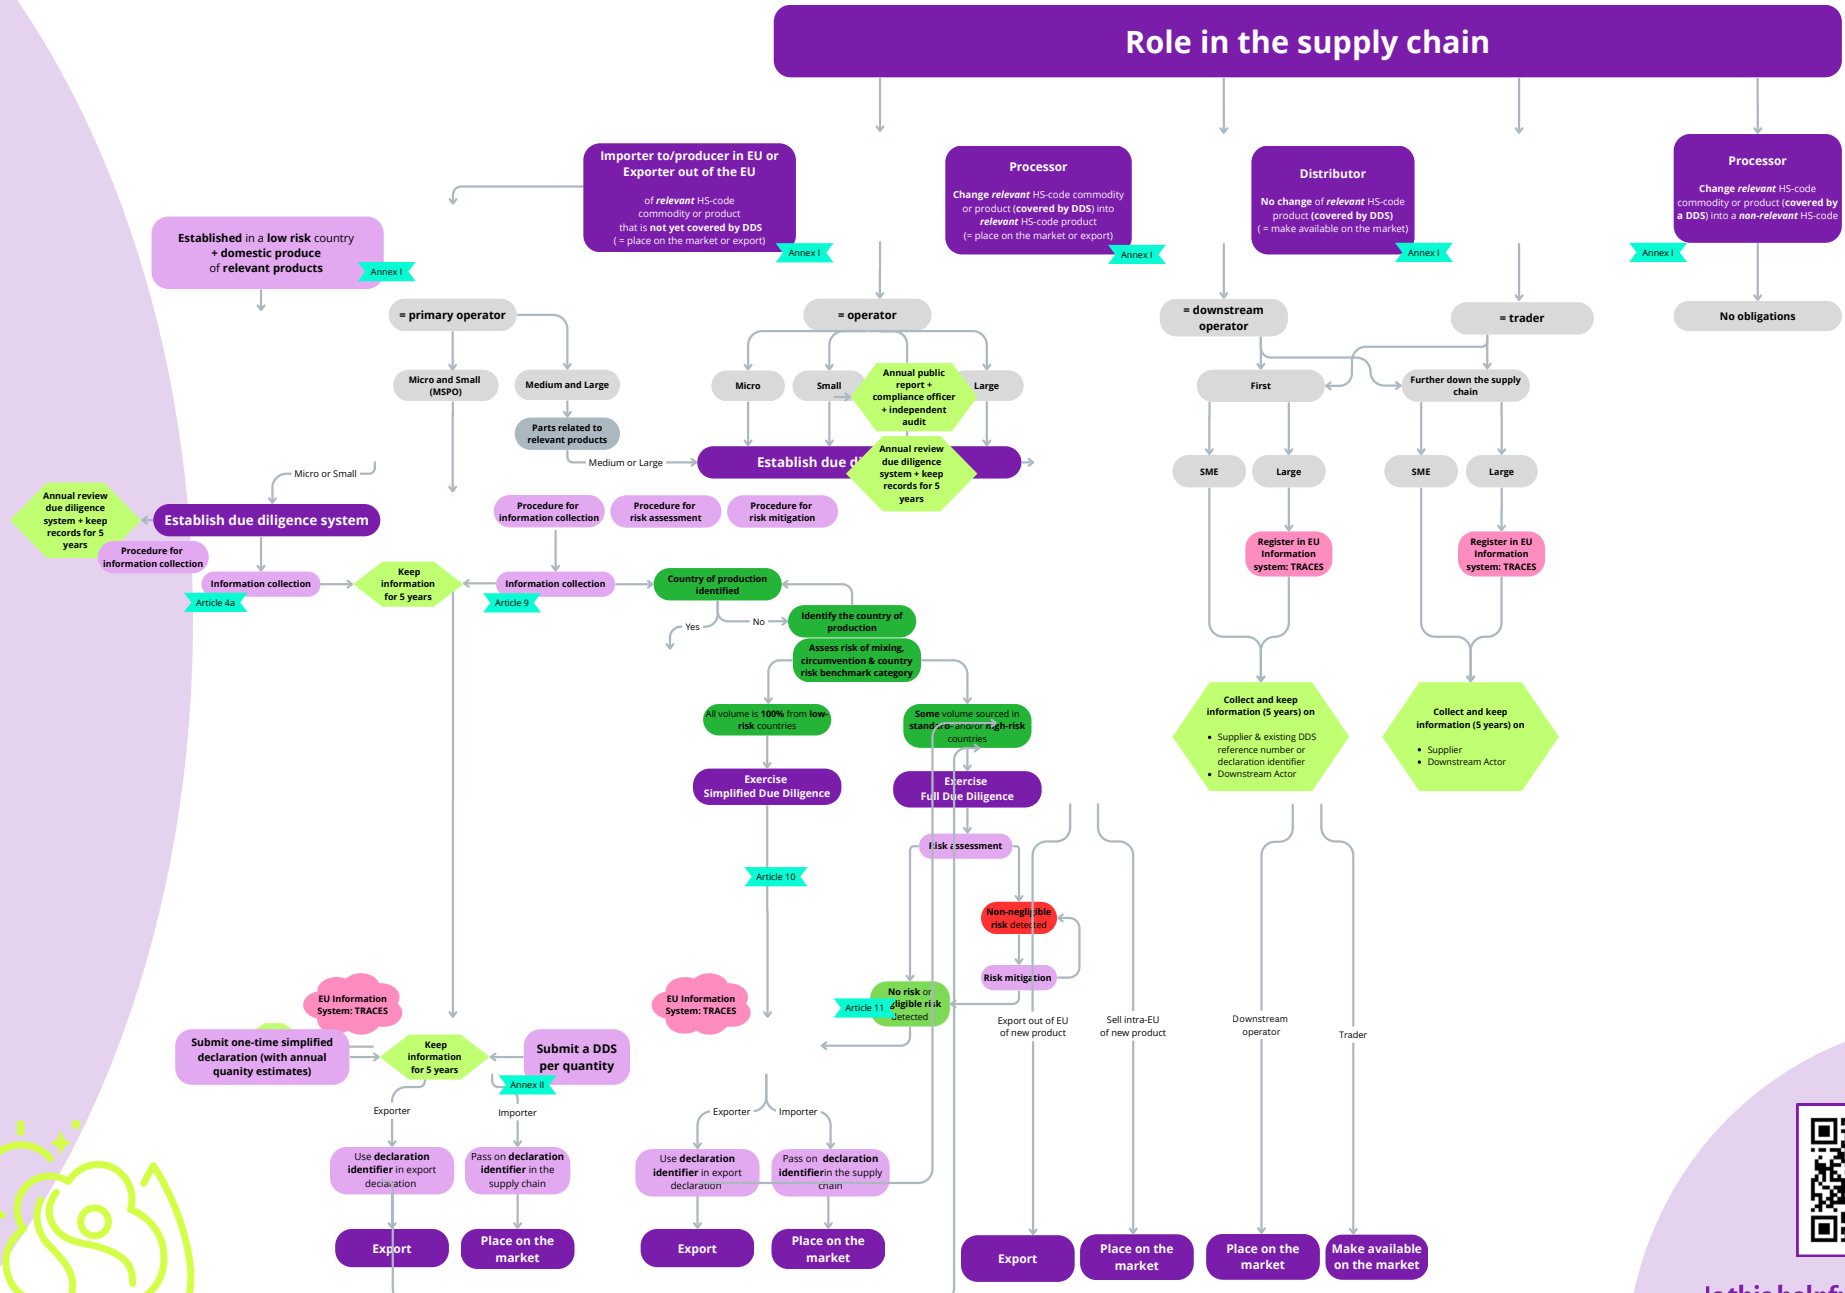 Role in the supply chain
Importer to/producer in EU or
Exporter out of the EU
of relevant HS-code
commodity or product
that is not yet covered by DDS
( = place on the market or export)
Annex I
Processor
Change relevant HS-code commodity
or product (covered by DDS) into
relevant HS-code product
(= place on the market or export)
Annex I
Distributor
No change of relevant HS-code
product (covered by DDS)
( = make available on the market)
Annex I
Processor
Change relevant HS-code
commodity or product (covered by
a DDS) into a non-relevant HS-code
Annex I
Established in a low risk country
+ domestic produce
of relevant products
Annex I
= primary operator
= operator
= downstream
operator
= trader
No obligations
Micro and Small
(MSPO)
Medium and Large
Micro
Small
Large
Annual public
report +
compliance officer
+ independent
audit
First
Further down the supply
chain
Parts related to
relevant products
Medium or Large
Establish due di
Annual review
due diligence
system + keep
records for 5
years
SME
Large
SME
Large
Micro or Small
Annual review
due diligence
system + keep
records for 5
years
Establish due diligence system
Procedure for
information collection
Procedure for
information collection
Procedure for
risk assessment
Procedure for
risk mitigation
Register in EU
Information
system: TRACES
Register in EU
Information
system: TRACES
Information collection
Article 4a
Keep
information
for 5 years
Information collection
Article 9
Country of production
identified
Yes
No
Identify the country of
production
Assess risk of mixing,
circumvention & country
risk benchmark category
All volume is 100% from low-
risk countries
Some volume sourced in
standard- and/or high-risk
countries
Collect and keep
information (5 years) on
Supplier & existing DDS
reference number or
declaration identifier
Downstream Actor
Collect and keep
information (5 years) on
Supplier
Downstream Actor
Exercise
Simplified Due Diligence
Exercise
Full Due Diligence
Risk assessment
Article 10
Non-negligible
risk detected
Risk mitigation
No risk or
gligible risk
detected
Article 11
EU Information
System: TRACES
EU Information
System: TRACES
Export out of EU
of new product
Sell intra-EU
of new product
Downstream
operator
Trader
Submit one-time simplified
declaration (with annual
quanity estimates)
Keep
information
for 5 years
Submit a DDS
per quantity
Annex II
Exporter
Importer
Exporter
Importer
Use declaration
identifier in export
declaration
Pass on declaration
identifier in the
supply chain
Use declaration
identifier in export
declaration
Pass on declaration
identifierin the supply
chain
Export
Place on the
market
Export
Place on the
market
Export
Place on the
market
Place on the
market
Make available
on the market